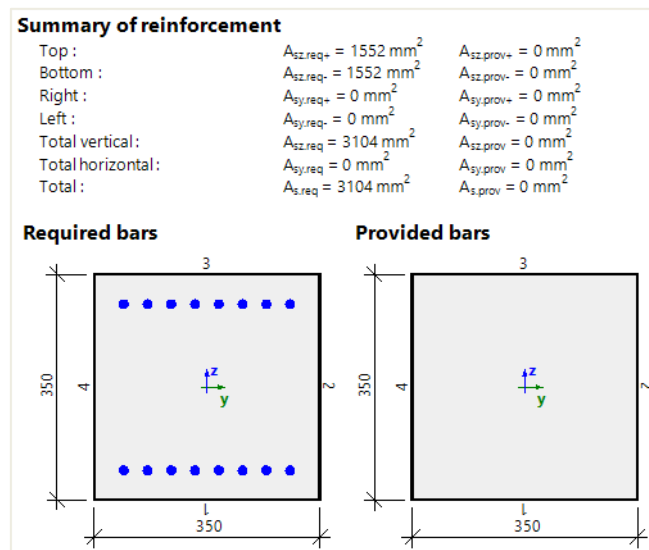 Summary of reinforcement
Top : Asz.req+ = 1552 mm² Asz.prov+ = 0 mm²
Bottom : Asz.req- = 1552 mm² Asz.prov- = 0 mm²
Right : Asy.req+ = 0 mm² Asy.prov+ = 0 mm²
Left : Asy.req- = 0 mm² Asy.prov- = 0 mm²
Total vertical : Asz.req = 3104 mm² Asz.prov = 0 mm²
Total horizontal : Asy.req = 0 mm² Asy.prov = 0 mm²
Total : As.req = 3104 mm² As.prov = 0 mm²
Required bars Provided bars
3 3
z z
350 4 2 350 4 2
y y
1 1
350 350